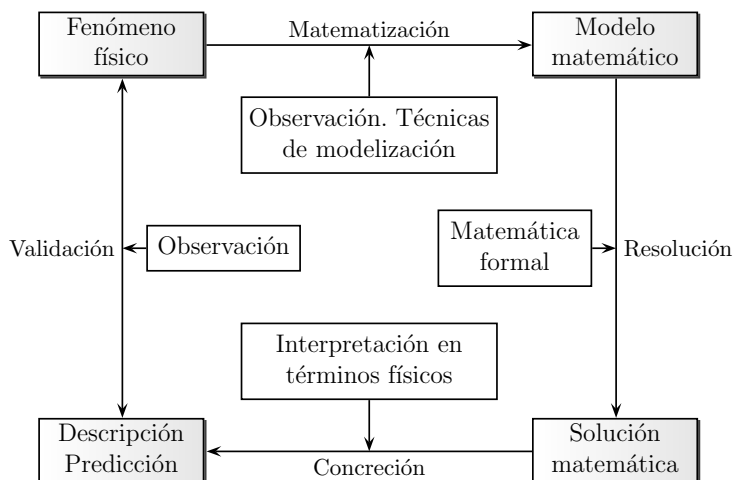 Fenómeno
físico
Matematización
Modelo
matemático
Observación. Técnicas
de modelización
Validación
Observación
Matemática
formal
Resolución
Interpretación en
términos físicos
Descripción
Predicción
Concreción
Solución
matemática